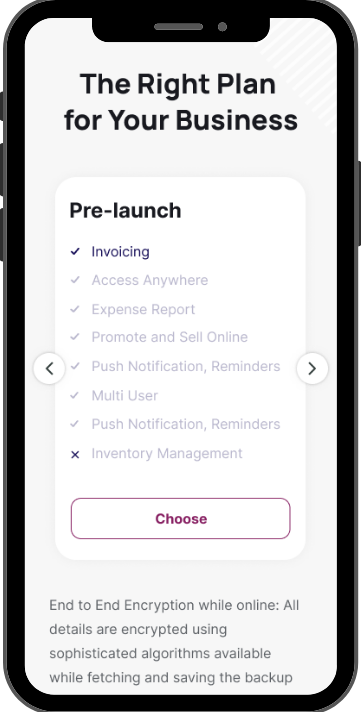 The Right Plan
for Your Business
Pre-launch
Invoicing
Access Anywhere
Expense Report
Promote and Sell Online
Push Notification, Reminders
Multi User
Push Notification, Reminders
Inventory Management
Choose
End to End Encryption while online: All
details are encrypted using
sophisticated algorithms available
while fetching and saving the backup